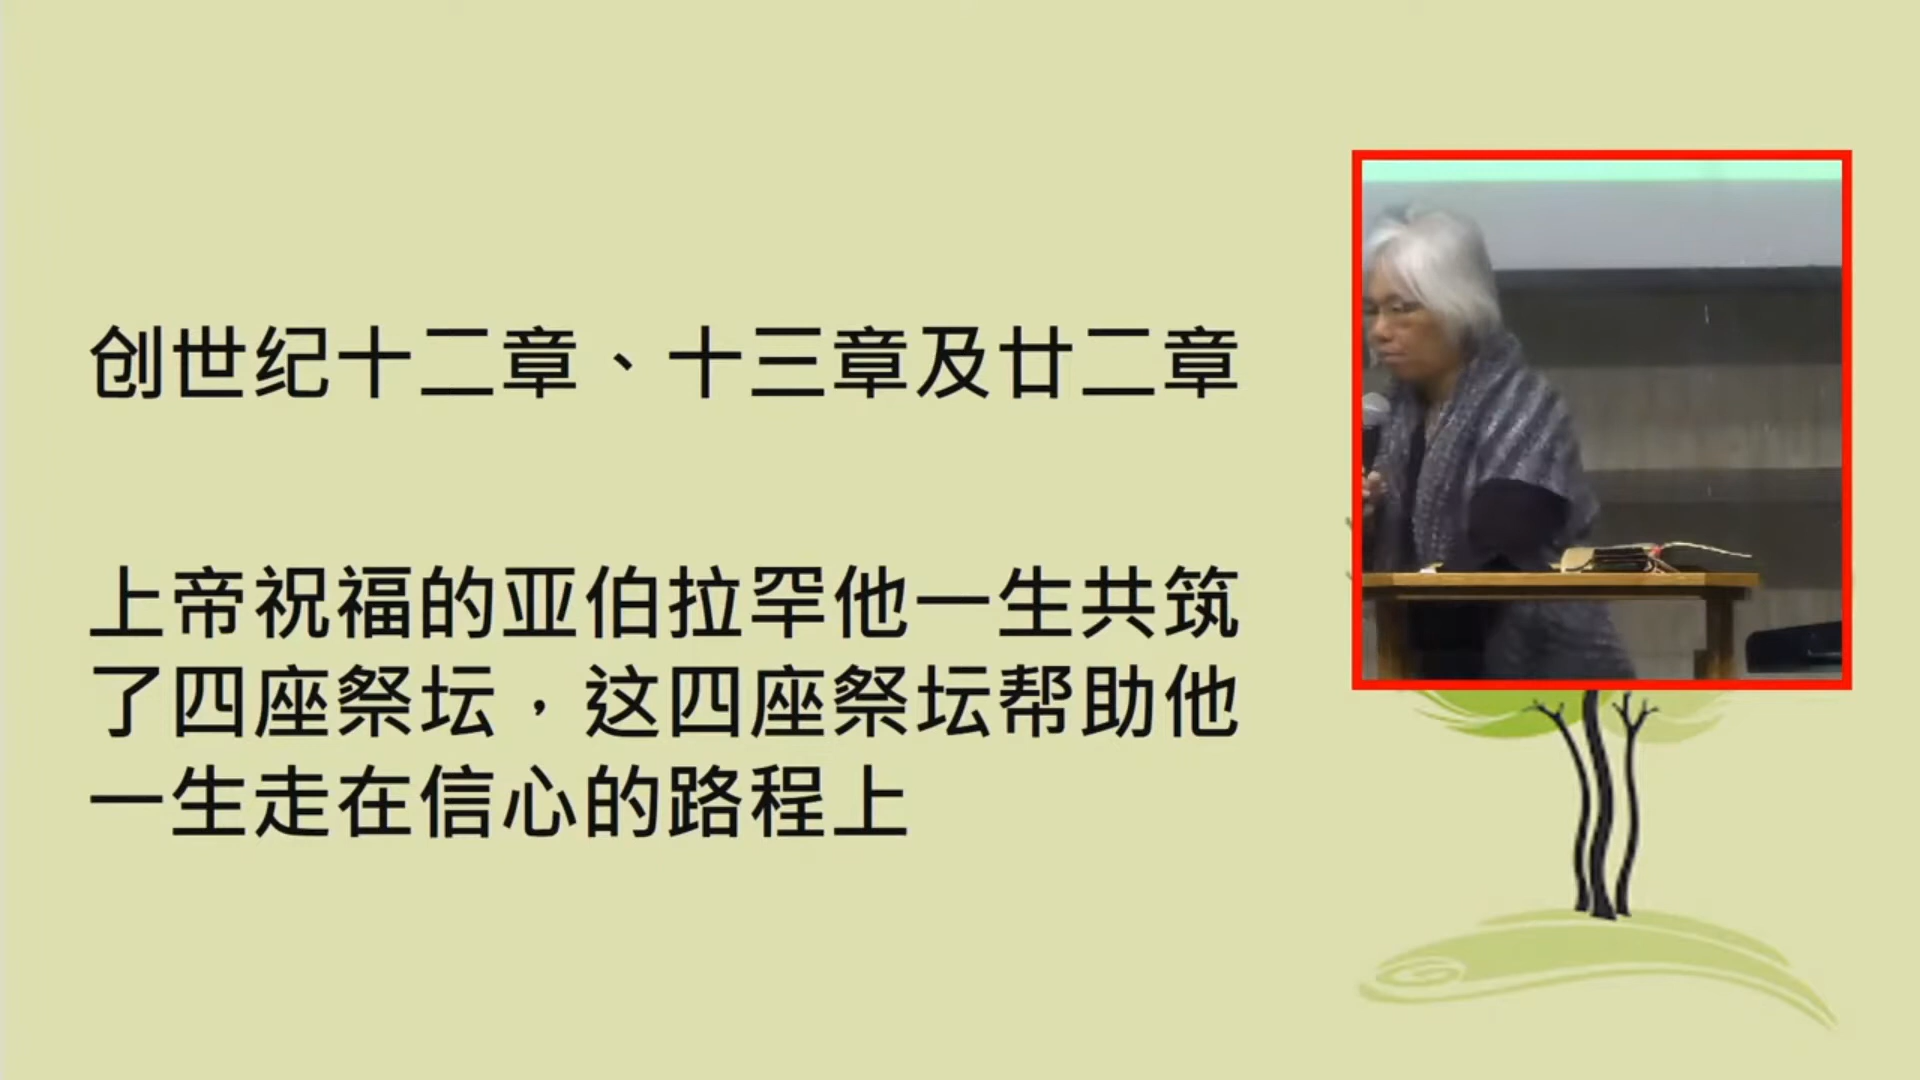 创世纪十二章、十三章及廿二章
上帝祝福的亚伯拉罕他一生共筑
了四座祭坛，这四座祭坛帮助他
一生走在信心的路程上